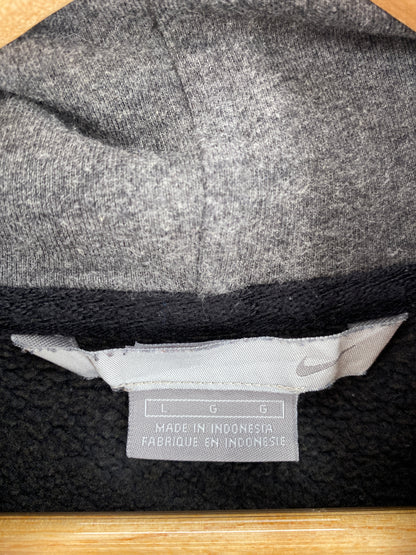 L G G
MADE IN INDONESIA
FABRIQUE EN INDONESIE